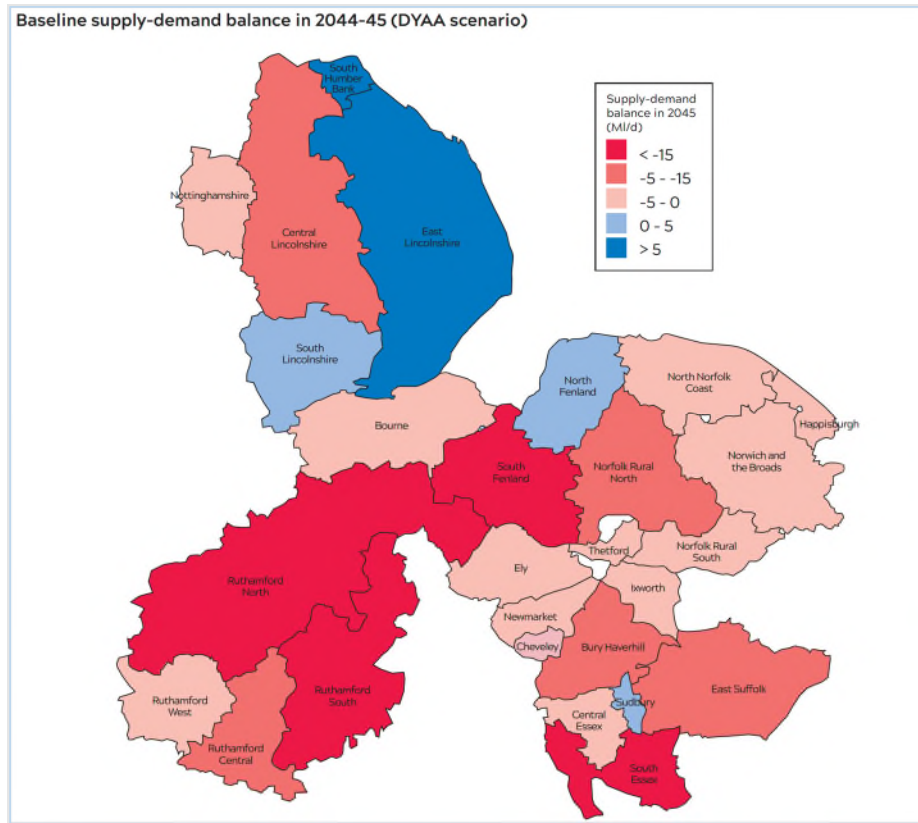 Baseline supply-demand balance in 2044-45 (DYAA scenario)
South
Humber
Bank
Supply-demand
balance in 2045
(Ml/d)
< -15
-5 - -15
-5 - 0
0 - 5
> 5
Nottinghamshire
Central
Lincolnshire
East
Lincolnshire
South
Lincolnshire
North
Fenland
North Norfolk
Coast
Happisburgh
Bourne
Norwich and
the Broads
South
Fenland
Norfolk Rural
North
Thetford
Norfolk Rural
South
Ely
Ixworth
Ruthamford
North
Newmarket
Cheveley
Bury Haverhill
Ruthamford
West
Ruthamford
South
East Suffolk
Sudbury
Central
Essex
Ruthamford
Central
South
Essex